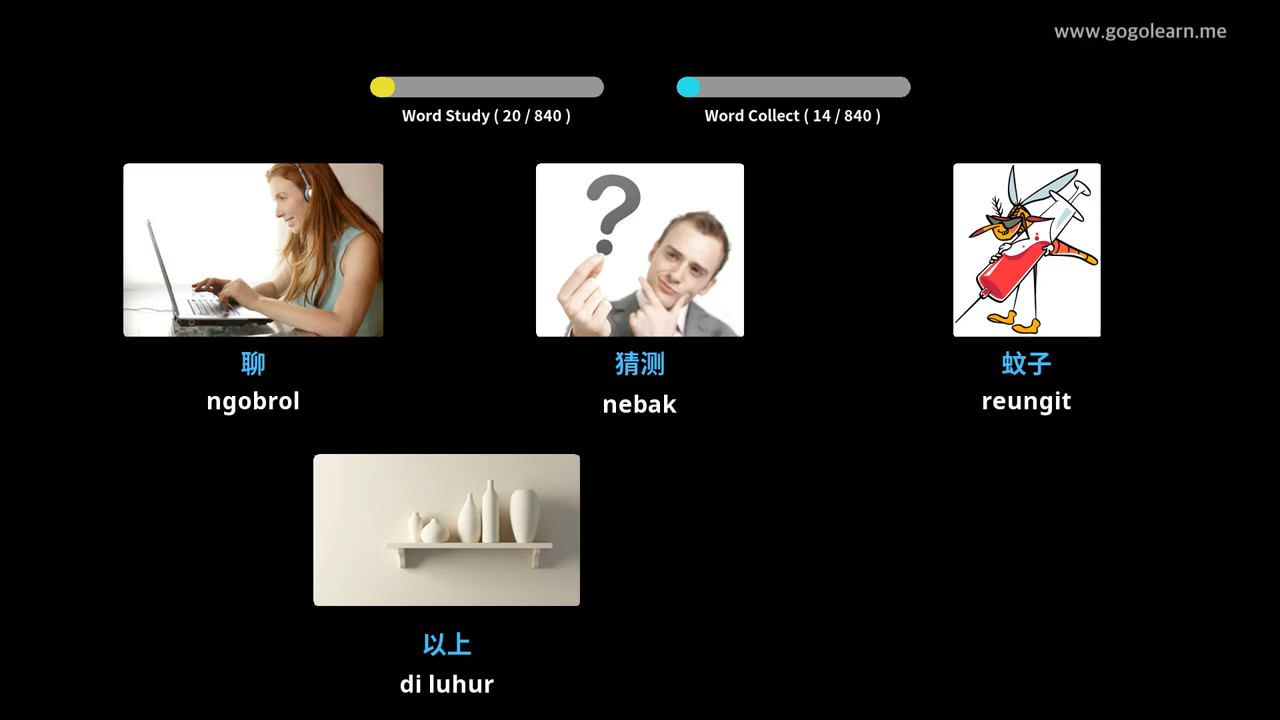 www.gogolearn.me
Word Study ( 20 / 840 )
Word Collect ( 14 / 840 )
聊
ngobrol
猜测
nebak
蚊子
reungit
以上
di luhur